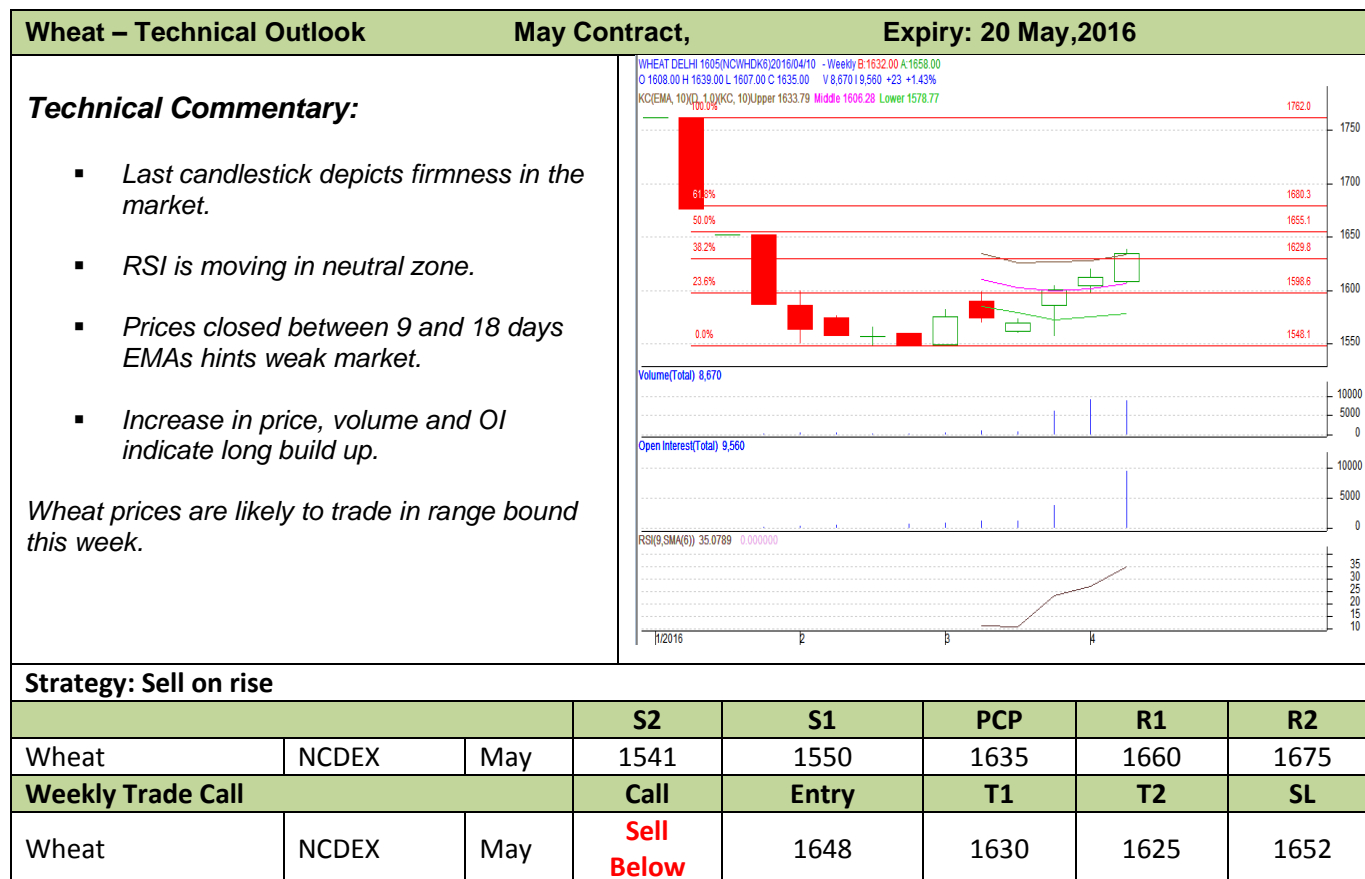 Wheat – Technical Outlook May Contract, Expiry: 20 May,2016
Technical Commentary:
▪ Last candlestick depicts firmness in the
market.
▪ RSI is moving in neutral zone.
▪ Prices closed between 9 and 18 days
EMAs hints weak market.
▪ Increase in price, volume and OI
indicate long build up.
Wheat prices are likely to trade in range bound
this week.
WHEAT DELHI 1605(NCWHDK6)2016/04/10 - Weekly B:1632.00 A:1658.00
O 1608.00 H 1639.00 L 1607.00 C 1635.00 V 8,670 I 9,560 +23 +1.43%
KC(EMA, 10)(D, 1.0)(KC, 10)Upper 1633.79 Middle 1606.28 Lower 1578.77
100.0% 1762.0
1750
1700
61.8% 1680.3
50.0% 1655.1
1650
38.2% 1629.8
1600
23.6% 1598.6
0.0% 1548.1
1550
Volume(Total) 8,670
10000
5000
0
Open Interest(Total) 9,560
10000
5000
0
RSI(9,SMA(6)) 35.0789 0.000000
35
30
25
20
15
10
1/2016 2 3 4
Strategy: Sell on rise
S2 S1 PCP R1 R2
Wheat NCDEX May 1541 1550 1635 1660 1675
Weekly Trade Call Call Entry T1 T2 SL
Wheat NCDEX May Sell Below 1648 1630 1625 1652